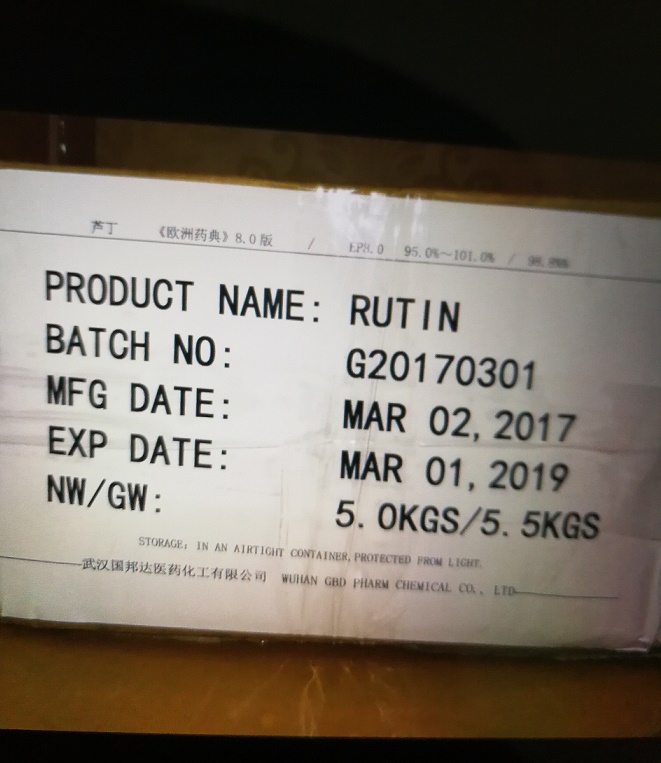 芦丁 《欧洲药典》8.0版 / EP8.0 95.0%~101.0% /
PRODUCT NAME: RUTIN
BATCH NO: G20170301
MFG DATE: MAR 02, 2017
EXP DATE: MAR 01, 2019
NW/GW: 5.0KGS/5.5KGS
STORAGE: IN AN AIRTIGHT CONTAINER, PROTECTED FROM LIGHT.
武汉国邦达医药化工有限公司 WUHAN GBD PHARM CHEMICAL CO., LTD